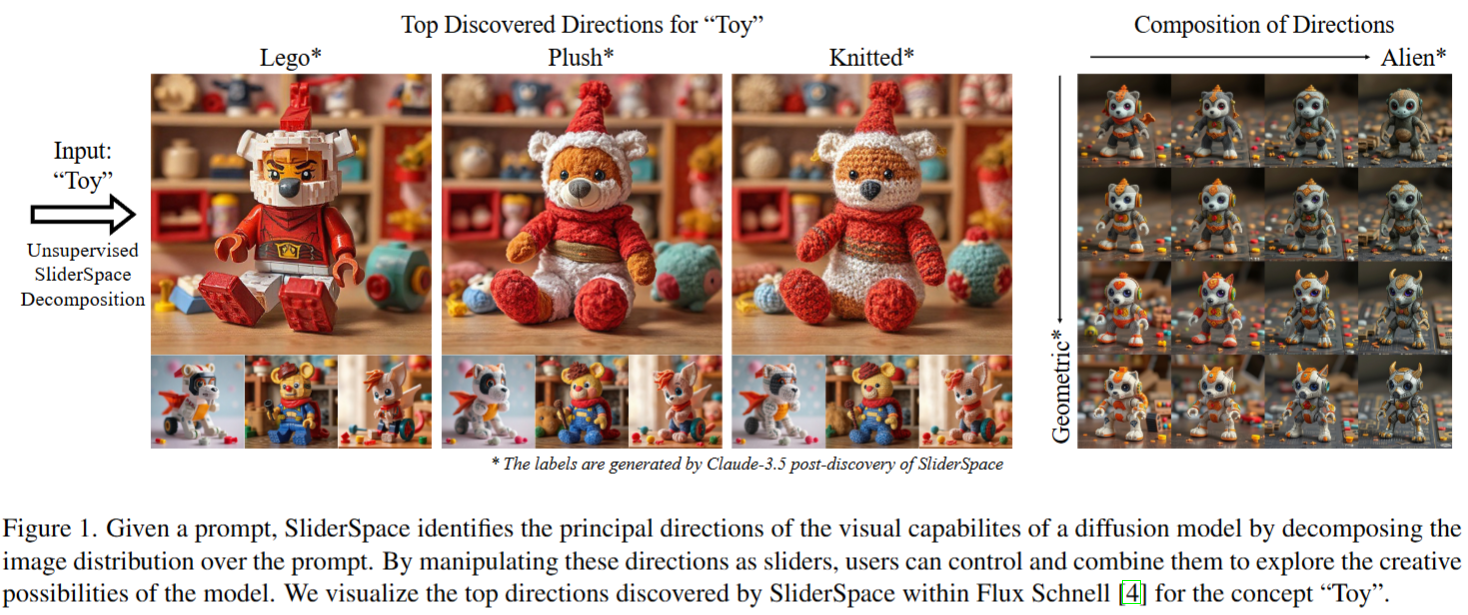 Top Discovered Directions for “Toy”
Composition of Directions
Lego*
Plush*
Knitted*
Alien*
Input:
“Toy”
Unsupervised
SliderSpace
Decomposition
Geometric*
* The labels are generated by Claude-3.5 post-discovery of SliderSpace
Figure 1. Given a prompt, SliderSpace identifies the principal directions of the visual capabilites of a diffusion model by decomposing the
image distribution over the prompt. By manipulating these directions as sliders, users can control and combine them to explore the creative
possibilities of the model. We visualize the top directions discovered by SliderSpace within Flux Schnell [4] for the concept “Toy”.